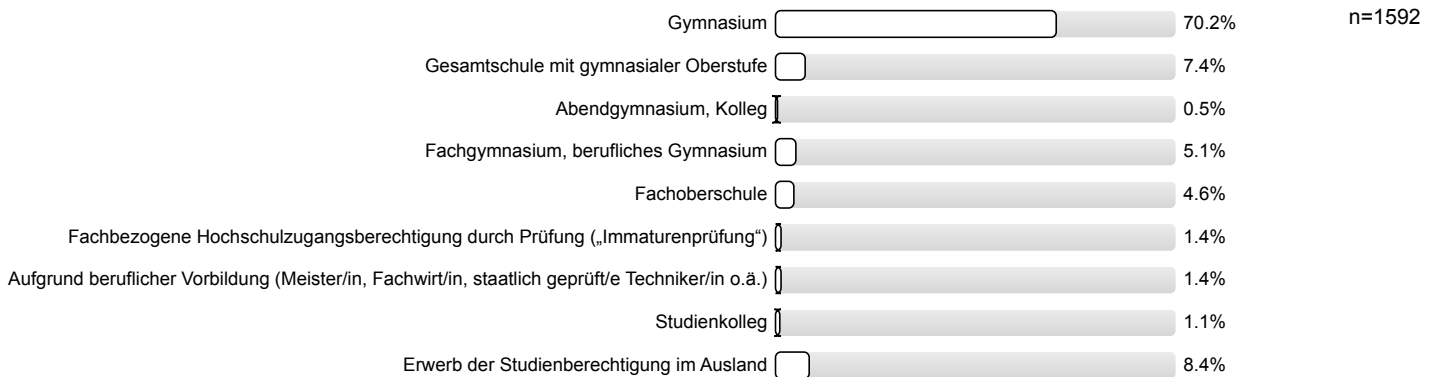 Gymnasium 70.2% n=1592
Gesamtschule mit gymnasialer Oberstufe 7.4%
Abendgymnasium, Kolleg 0.5%
Fachgymnasium, berufliches Gymnasium 5.1%
Fachoberschule 4.6%
Fachbezogene Hochschulzugangsberechtigung durch Prüfung („Immaturenprüfung“) 1.4%
Aufgrund beruflicher Vorbildung (Meister/in, Fachwirt/in, staatlich geprüft/e Techniker/in o.ä.) 1.4%
Studienkolleg 1.1%
Erwerb der Studienberechtigung im Ausland 8.4%